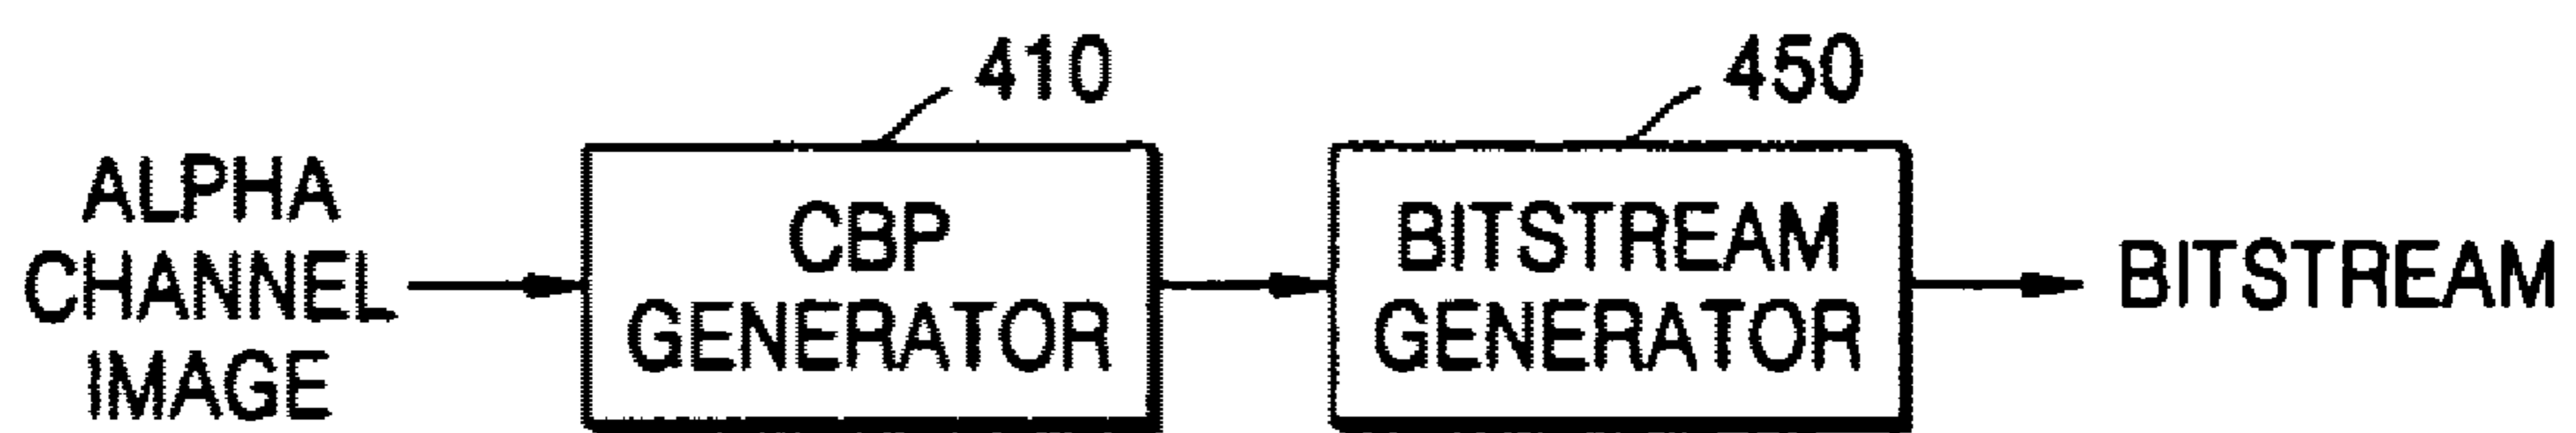 410
450
ALPHA
CHANNEL
IMAGE
CBP
GENERATOR
BITSTREAM
GENERATOR
BITSTREAM